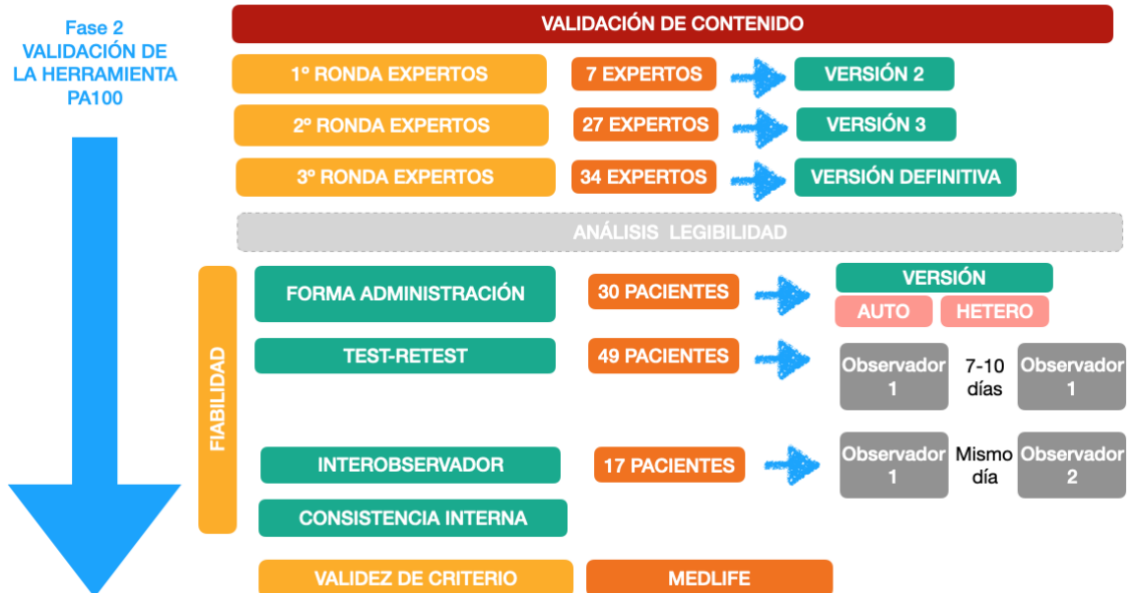 Fase 2
VALIDACIÓN DE
LA HERRAMIENTA
PA100
VALIDACIÓN DE CONTENIDO
1º RONDA EXPERTOS
7 EXPERTOS
VERSIÓN 2
2º RONDA EXPERTOS
27 EXPERTOS
VERSIÓN 3
3º RONDA EXPERTOS
34 EXPERTOS
VERSIÓN DEFINITIVA
ANÁLISIS LEGIBILIDAD
FIABILIDAD
FORMA ADMINISTRACIÓN
30 PACIENTES
VERSIÓN
AUTO
HETERO
TEST-RETEST
49 PACIENTES
Observador
1
7-10
días
Observador
1
INTEROBSERVADOR
17 PACIENTES
Observador
1
Mismo
día
Observador
2
CONSISTENCIA INTERNA
VALIDEZ DE CRITERIO
MEDLIFE